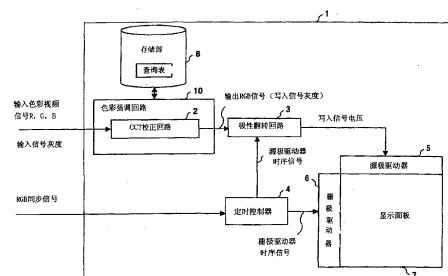 1
存储部
查询表
8
10
色彩强调回路
输出RGB信号（写入信号灰度）
输入色彩视频
信号R, G, B
2
CCT校正回路
3
极性翻转回路
写入信号电压
输入信号灰度
源极驱动器
时序信号
5
源极驱动器
4
定时控制器
RGB同步信号
6
栅极驱动器
显示面板
栅极驱动器
时序信号
7